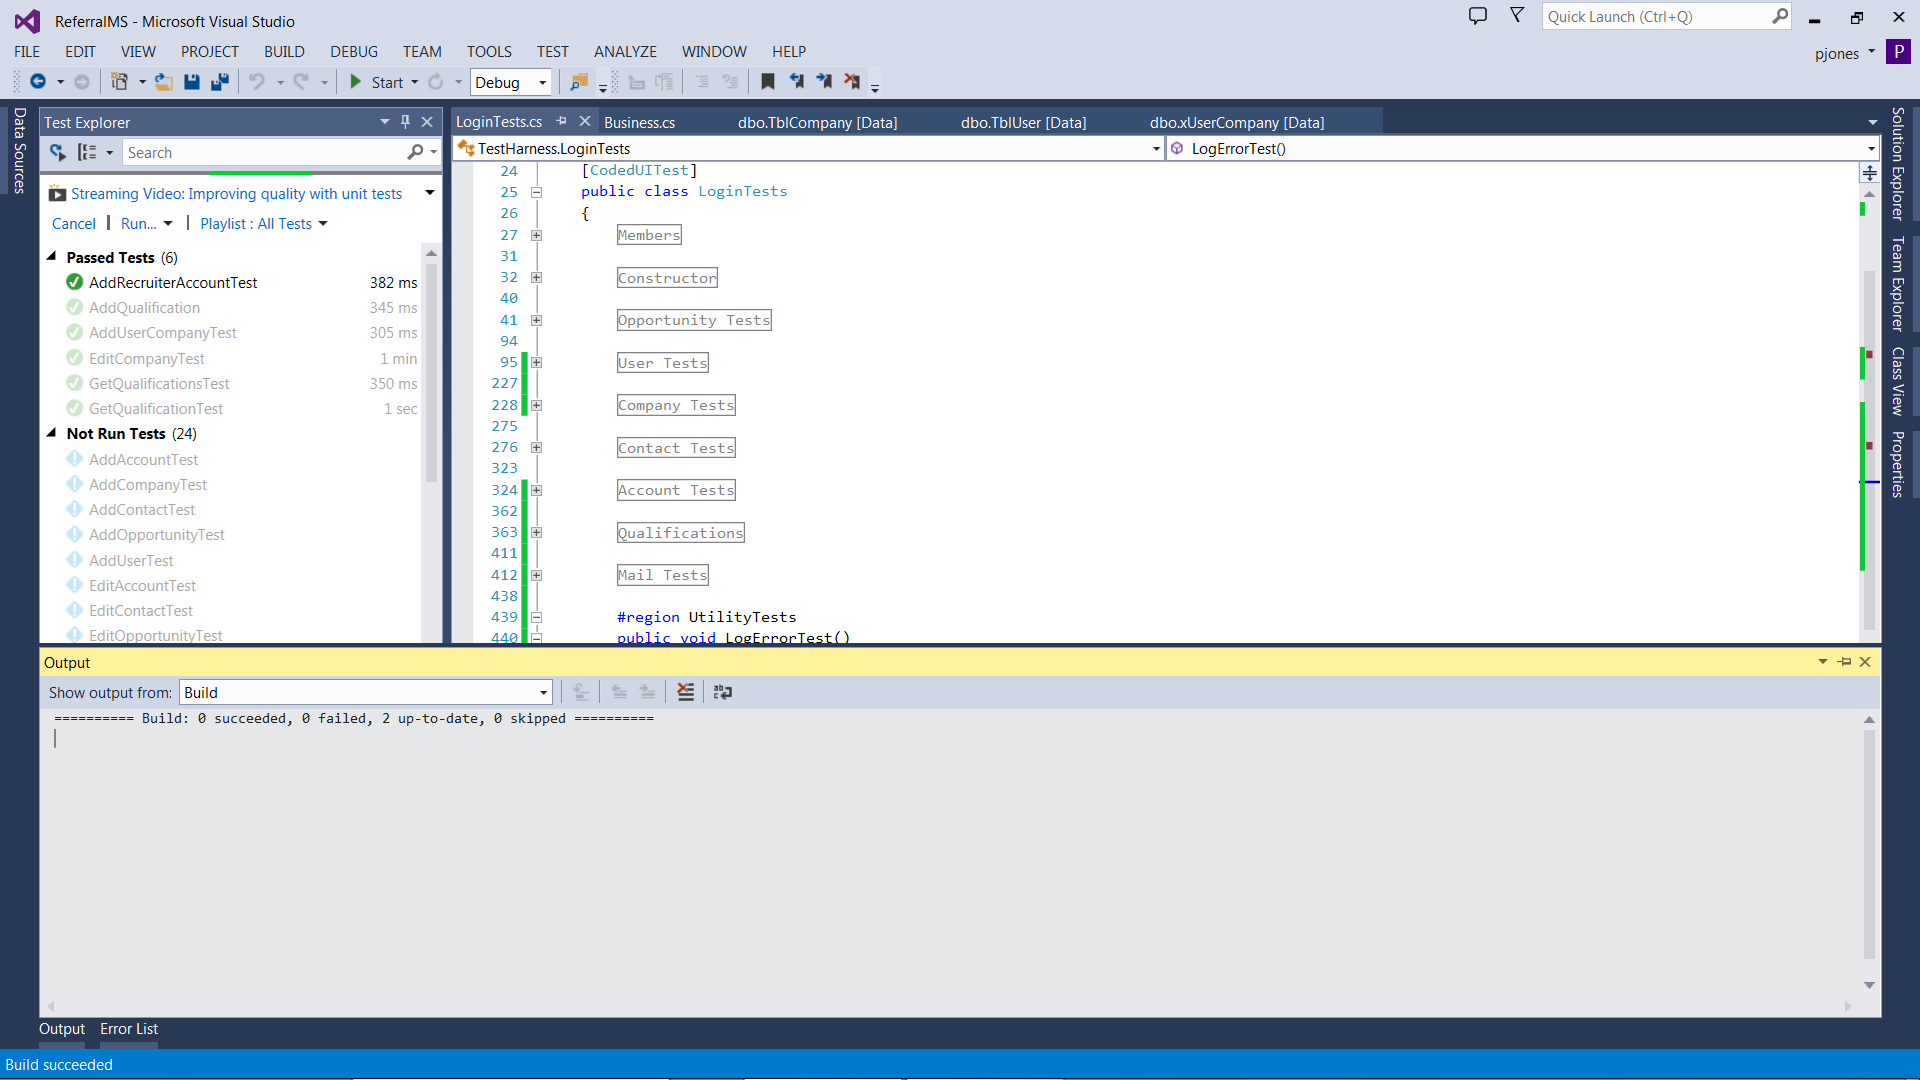 ReferralMS - Microsoft Visual Studio
Quick Launch (Ctrl+Q)
FILE EDIT VIEW PROJECT BUILD DEBUG TEAM TOOLS TEST ANALYZE WINDOW HELP
pjones P
Start Debug
Data Sources
Test Explorer
Search
Streaming Video: Improving quality with unit tests
Cancel Run... Playlist : All Tests
Passed Tests (6)
AddRecruiterAccountTest 382 ms
AddQualification 345 ms
AddUserCompanyTest 305 ms
EditCompanyTest 1 min
GetQualificationsTest 350 ms
GetQualificationTest 1 sec
Not Run Tests (24)
AddAccountTest
AddCompanyTest
AddContactTest
AddOpportunityTest
AddUserTest
EditAccountTest
EditContactTest
EditOpportunityTest
LoginTests.cs Business.cs dbo.TblCompany [Data] dbo.TblUser [Data] dbo.xUserCompany [Data]
TestHarness.LoginTests LogErrorTest()
24 [CodedUITest]
25 public class LoginTests
26 {
27 Members
31
32 Constructor
40
41 Opportunity Tests
94
95 User Tests
227
228 Company Tests
275
276 Contact Tests
323
324 Account Tests
362
363 Qualifications
411
412 Mail Tests
438
439 #region UtilityTests
440 public void LogErrorTest()
Solution Explorer
Team Explorer
Class View
Properties
Output
Show output from: Build
========== Build: 0 succeeded, 0 failed, 2 up-to-date, 0 skipped ==========
Output Error List
Build succeeded